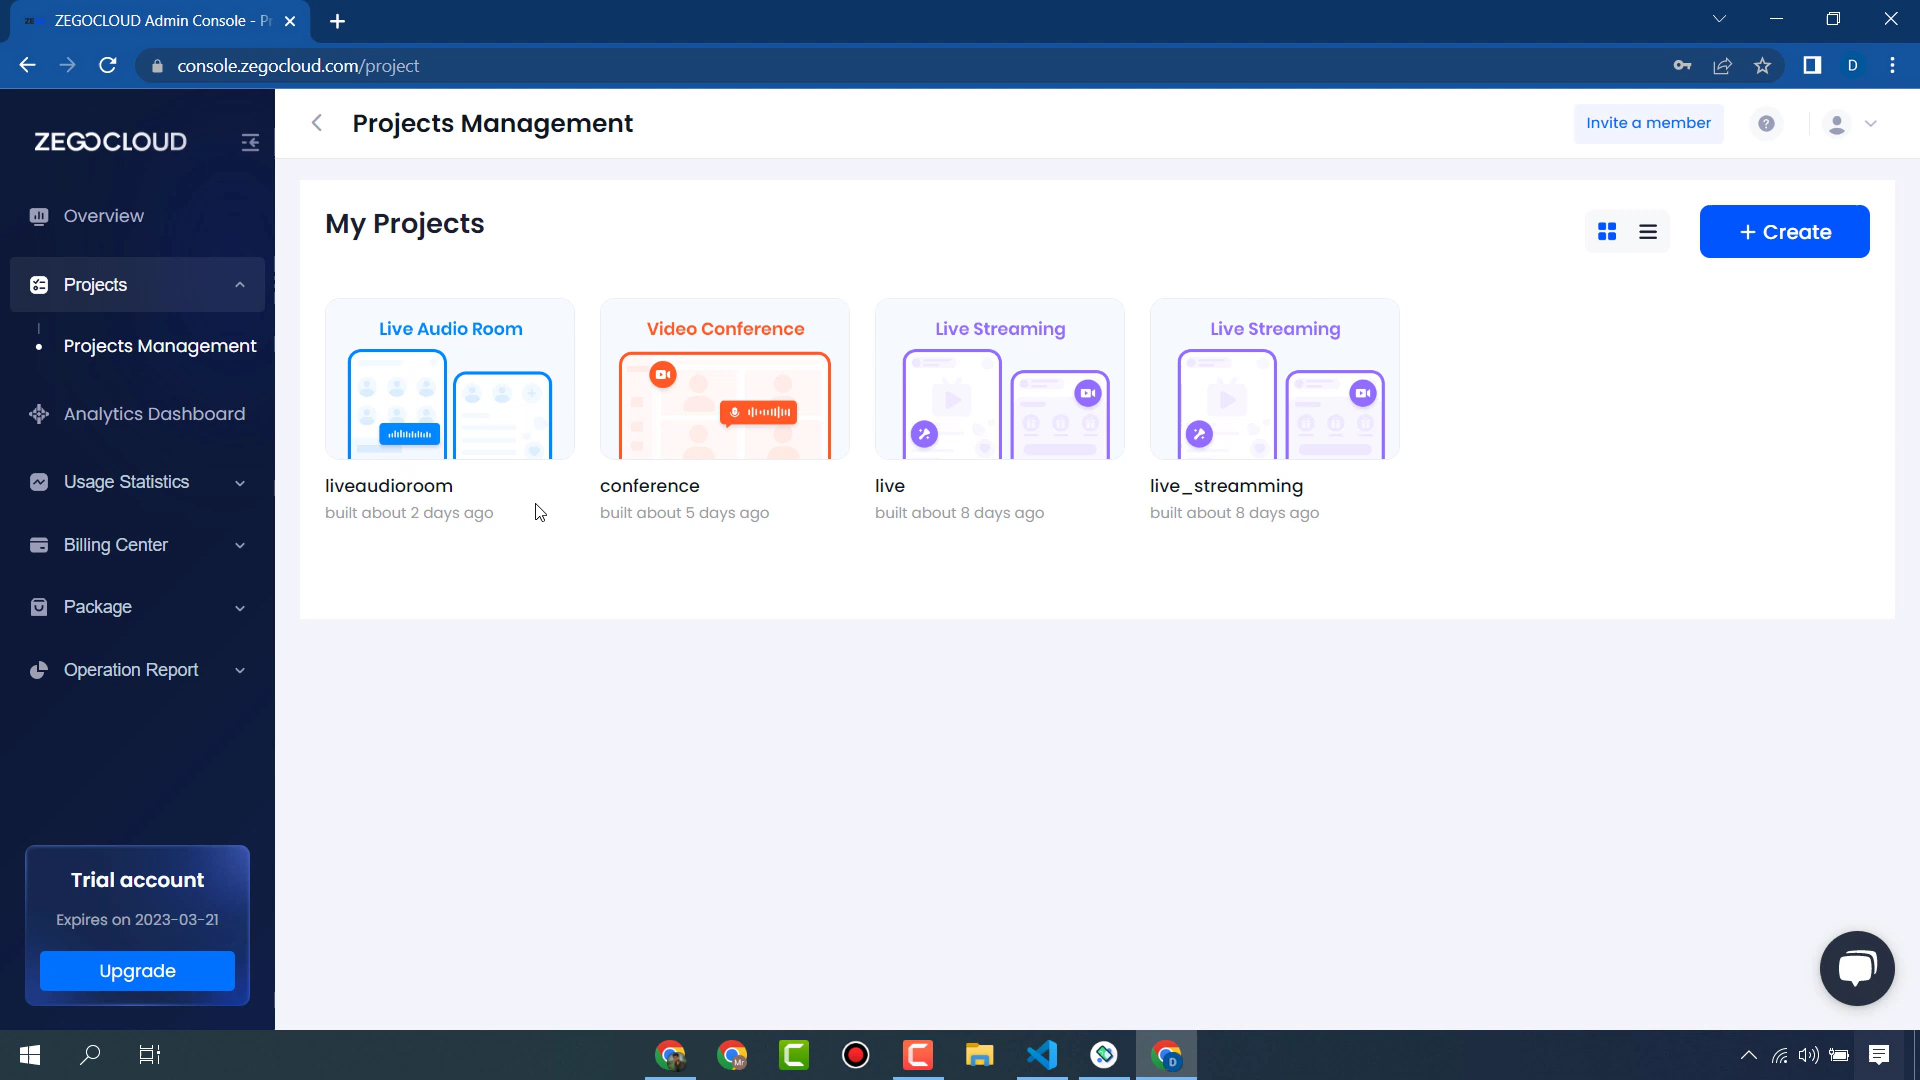 ZEGOCLOUD Admin Console - Pr
console.zegocloud.com/project
D
ZEGOCLOUD
Projects Management
Invite a member
Overview
Projects
Projects Management
Analytics Dashboard
Usage Statistics
Billing Center
Package
Operation Report
Trial account
Expires on 2023-03-21
Upgrade
My Projects
+ Create
Live Audio Room
Video Conference
Live Streaming
Live Streaming
liveaudioroom
conference
live
live_streamming
built about 2 days ago
built about 5 days ago
built about 8 days ago
built about 8 days ago
Mr
D